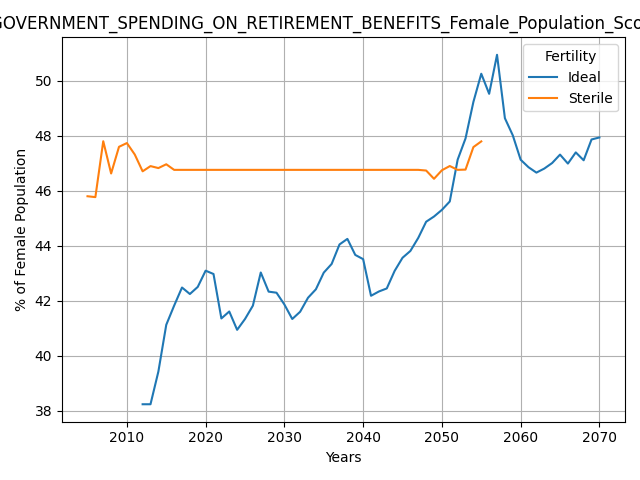 GOVERNMENT_SPENDING_ON_RETIREMENT_BENEFITS_Female_Population_Sco
Fertility
Ideal
Sterile
% of Female Population
50
48
46
44
42
40
38
2010 2020 2030 2040 2050 2060 2070
Years